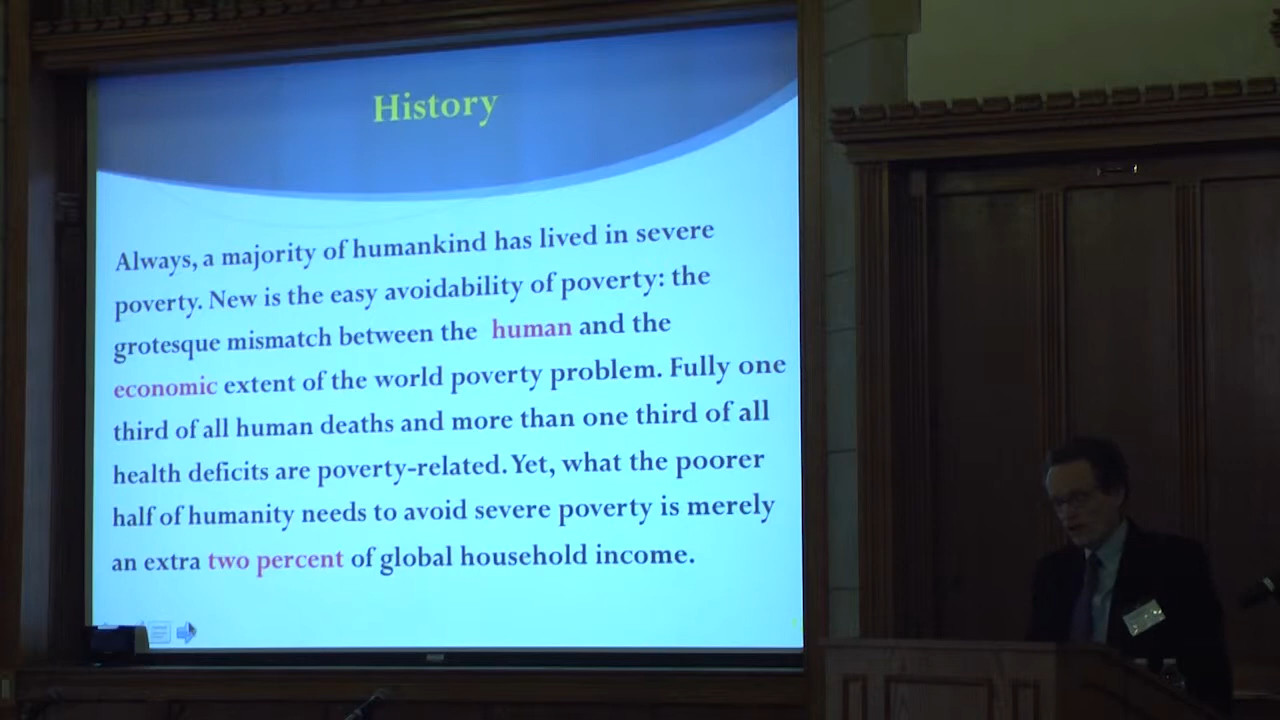 History
Always, a majority of humankind has lived in severe
poverty. New is the easy avoidability of poverty: the
grotesque mismatch between the human and the
economic extent of the world poverty problem. Fully one
third of all human deaths and more than one third of all
health deficits are poverty-related. Yet, what the poorer
half of humanity needs to avoid severe poverty is merely
an extra two percent of global household income.